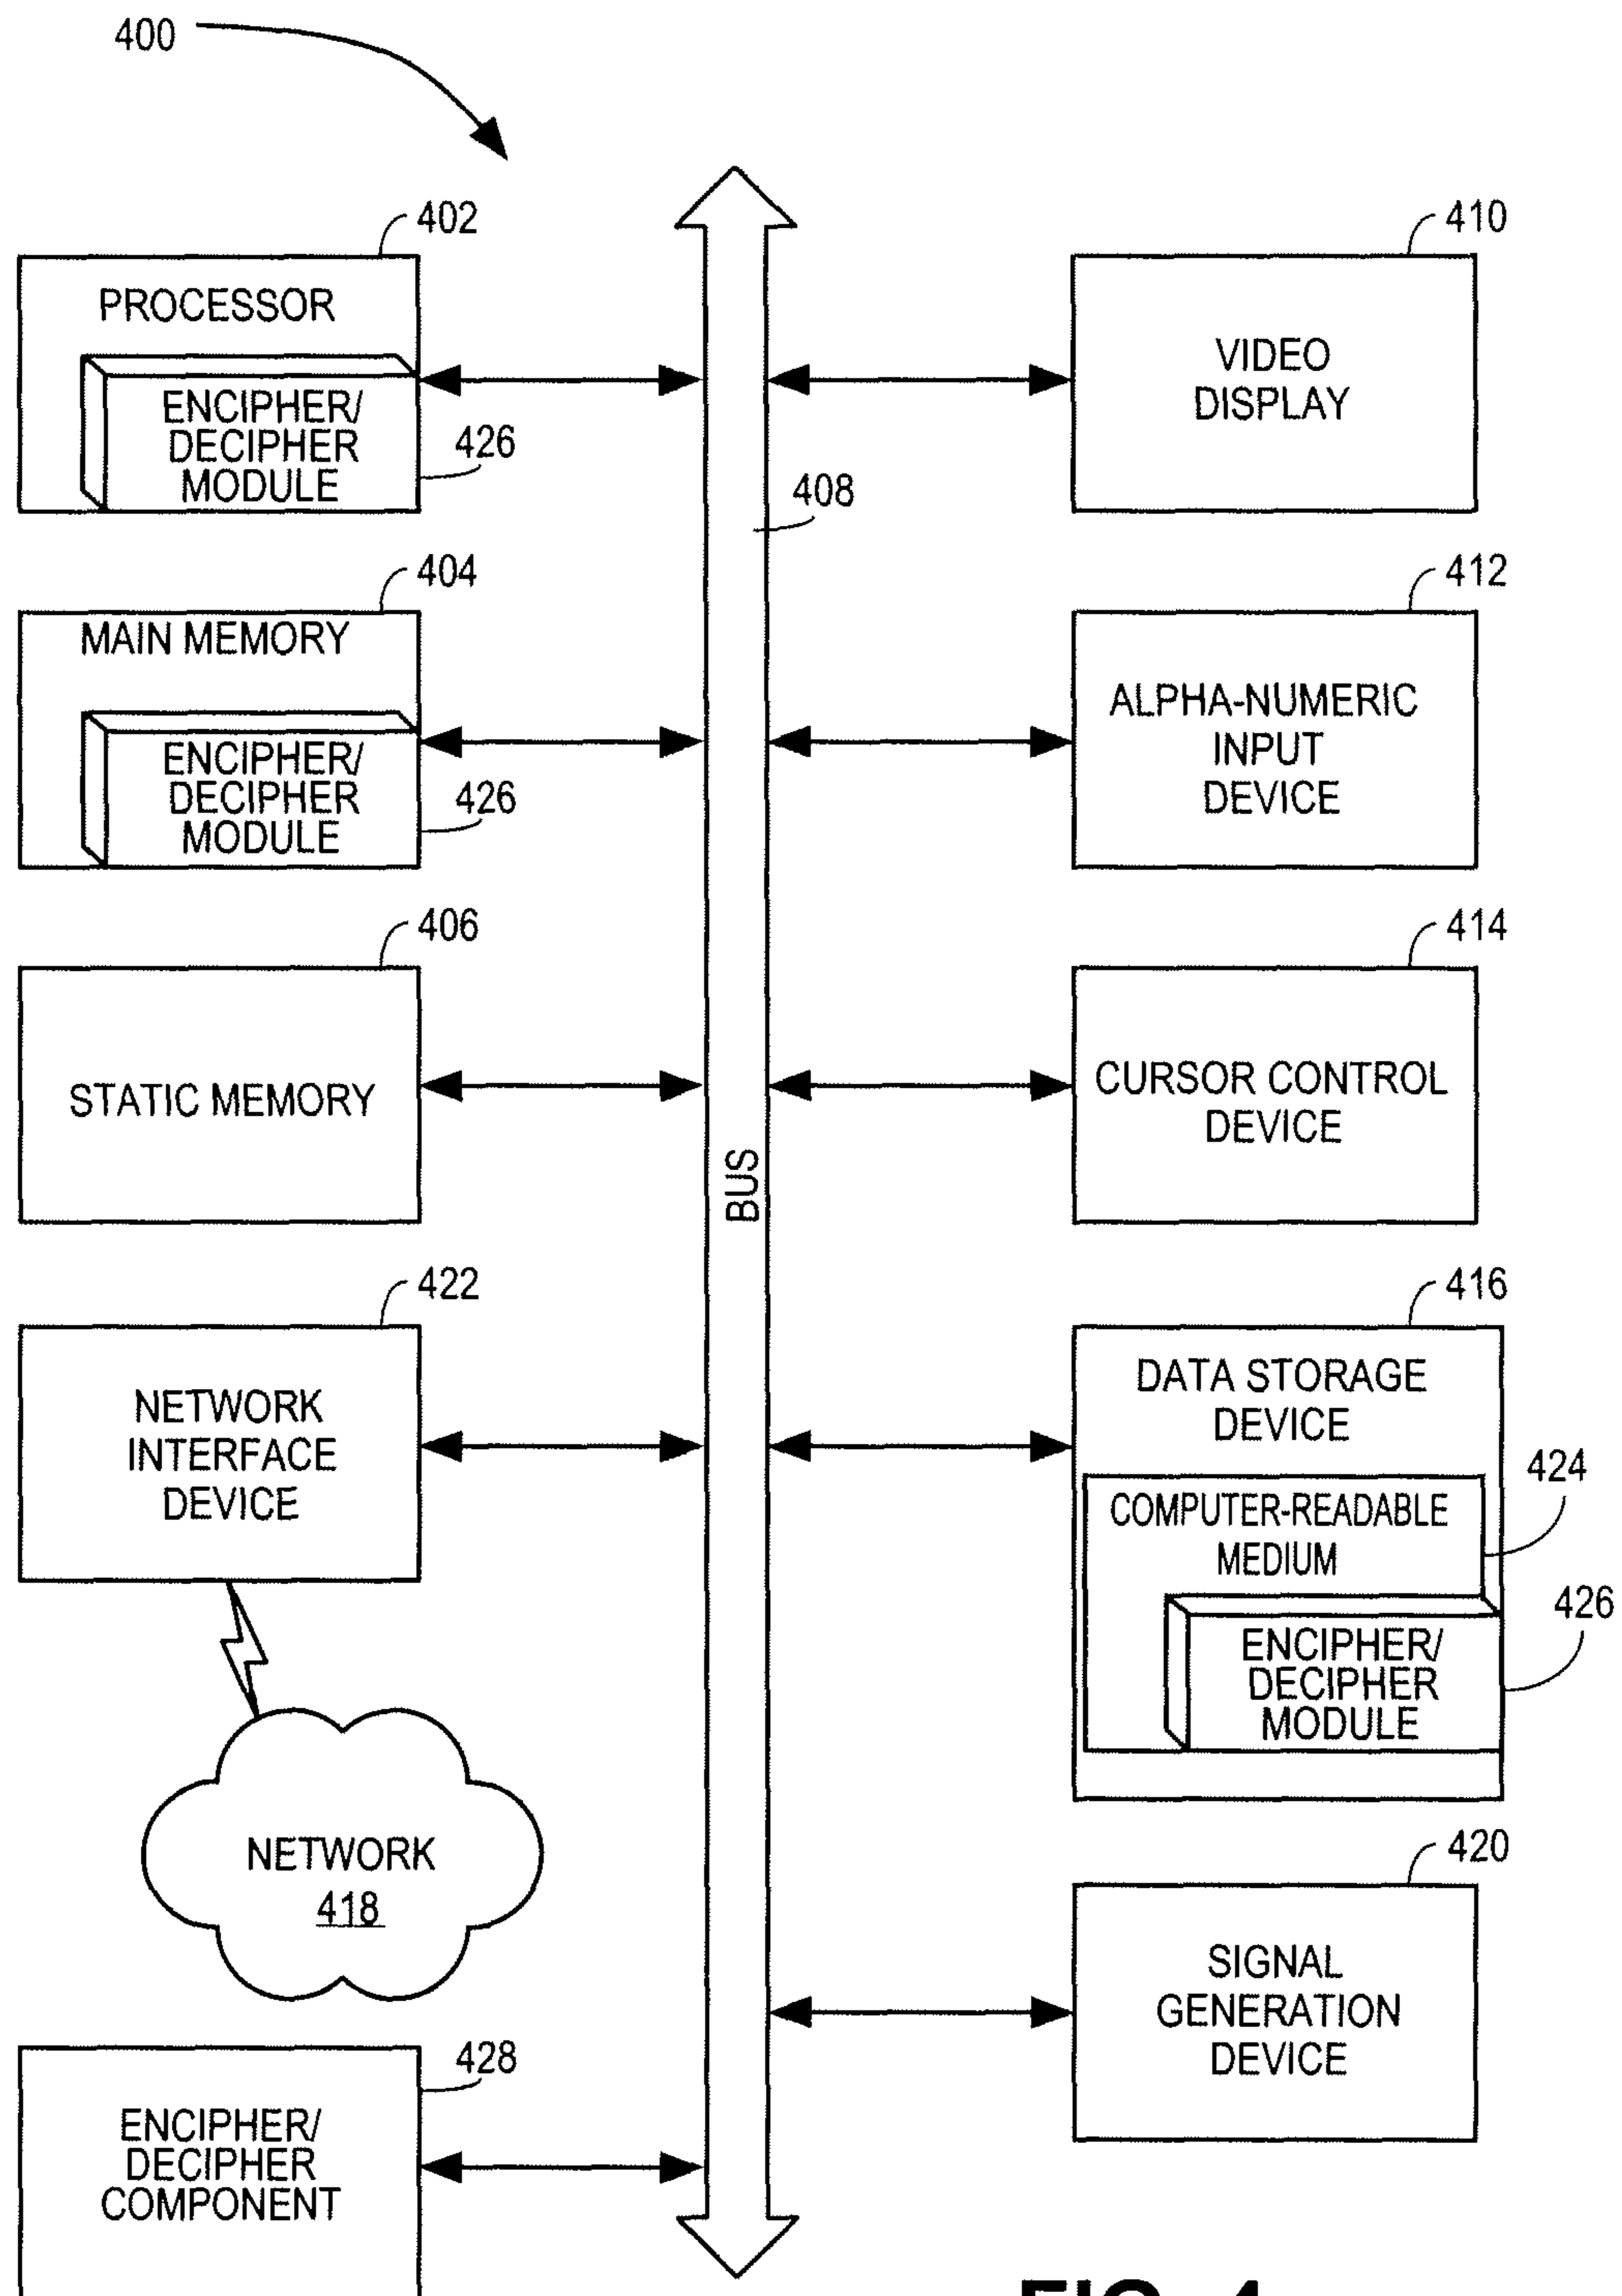 400
402
PROCESSOR
ENCIPHER/
DECIPHER
MODULE
426
404
MAIN MEMORY
ENCIPHER/
DECIPHER
MODULE
426
406
STATIC MEMORY
422
NETWORK
INTERFACE
DEVICE
NETWORK
418
428
ENCIPHER/
DECIPHER
COMPONENT
408
BUS
410
VIDEO
DISPLAY
412
ALPHA-NUMERIC
INPUT
DEVICE
414
CURSOR CONTROL
DEVICE
416
DATA STORAGE
DEVICE
424
COMPUTER-READABLE
MEDIUM
426
ENCIPHER/
DECIPHER
MODULE
420
SIGNAL
GENERATION
DEVICE